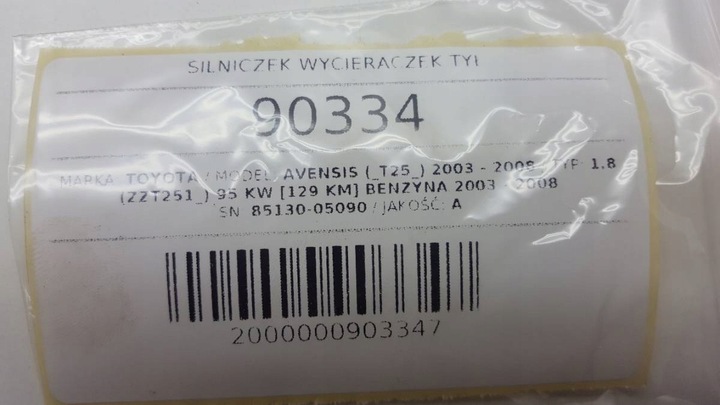 SILNICZEK WYCIERACZEK TYŁ
90334
MARKA: TOYOTA / MODEL: AVENSIS (_T25_) 2003 - 2008, TYP: 1.8
(ZZT251_) 95 KW [129 KM] BENZYNA 2003 - 2008
SN: 85130-05090 / JAKOŚĆ: A
2000000903347